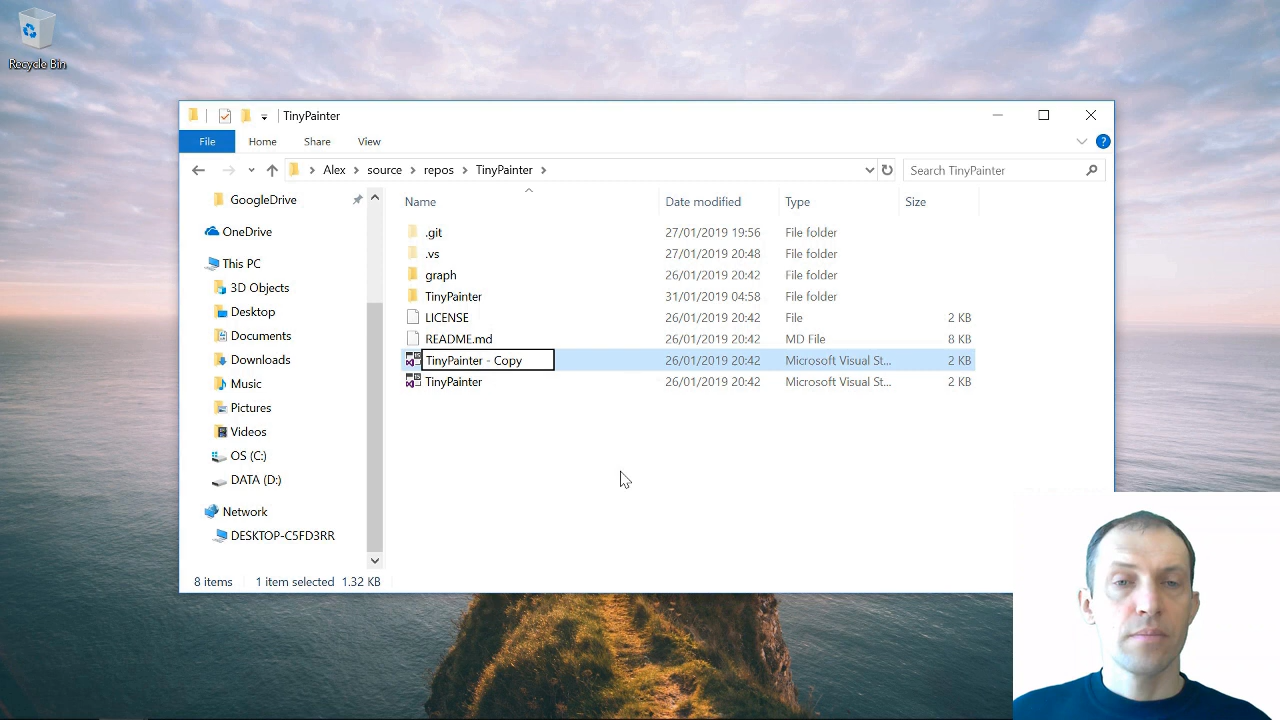 Recycle Bin
TinyPainter
File Home Share View
Alex source repos TinyPainter
Search TinyPainter
GoogleDrive
OneDrive
This PC
3D Objects
Desktop
Documents
Downloads
Music
Pictures
Videos
OS (C:)
DATA (D:)
Network
DESKTOP-C5FD3RR
Name Date modified Type Size
.git 27/01/2019 19:56 File folder
.vs 27/01/2019 20:48 File folder
graph 26/01/2019 20:42 File folder
TinyPainter 31/01/2019 04:58 File folder
LICENSE 26/01/2019 20:42 File 2 KB
README.md 26/01/2019 20:42 MD File 8 KB
TinyPainter - Copy 26/01/2019 20:42 Microsoft Visual St... 2 KB
TinyPainter 26/01/2019 20:42 Microsoft Visual St... 2 KB
8 items 1 item selected 1.32 KB